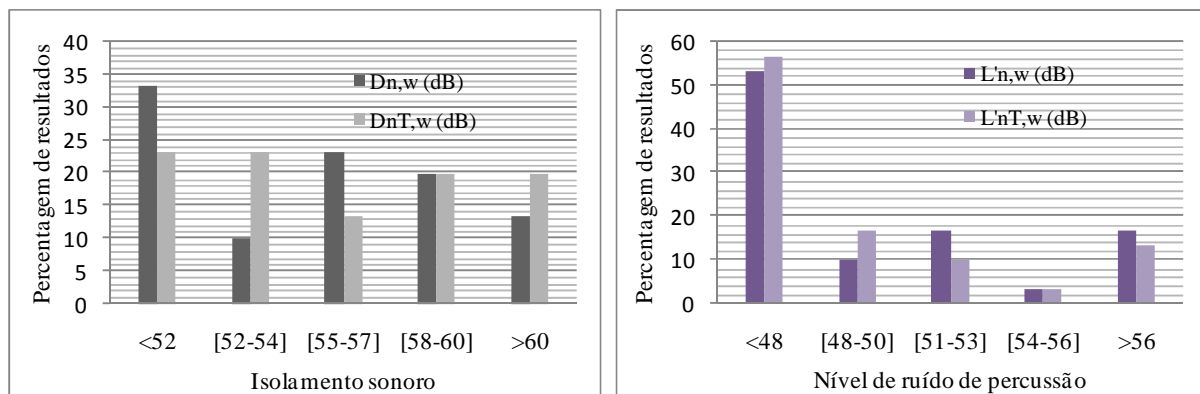 Percentagem de resultados
40
35
30
25
20
15
10
5
0
Dn,w (dB)
DnT,w (dB)
<52 [52-54] [55-57] [58-60] >60
Isolamento sonoro
Percentagem de resultados
60
50
40
30
20
10
0
L'n,w (dB)
L'nT,w (dB)
<48 [48-50] [51-53] [54-56] >56
Nível de ruído de percussão